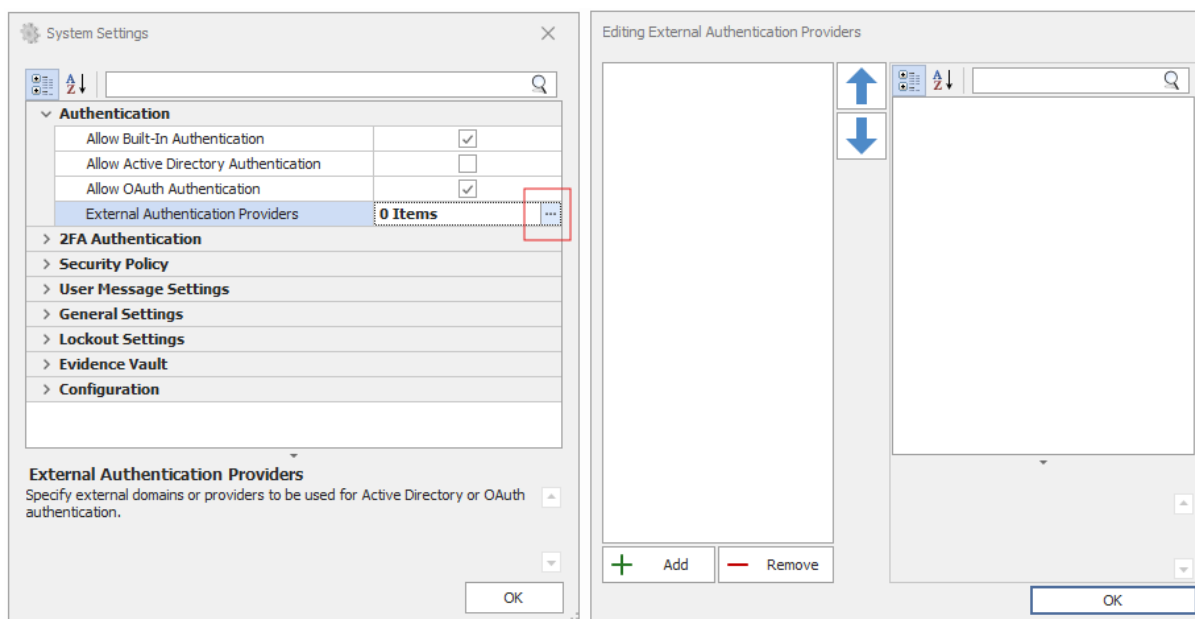 System Settings
Authentication
Allow Built-In Authentication
Allow Active Directory Authentication
Allow OAuth Authentication
External Authentication Providers 0 Items ...
2FA Authentication
Security Policy
User Message Settings
General Settings
Lockout Settings
Evidence Vault
Configuration
External Authentication Providers
Specify external domains or providers to be used for Active Directory or OAuth
authentication.
OK
Editing External Authentication Providers
Add Remove
OK